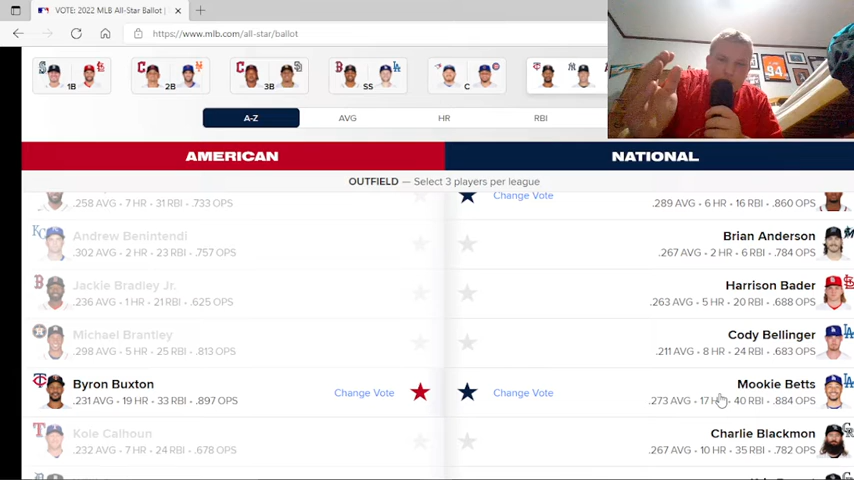 VOTE: 2022 MLB All-Star Ballot |
https://www.mlb.com/all-star/ballot
1B
2B
3B
SS
C
A-Z AVG HR RBI
AMERICAN NATIONAL
OUTFIELD — Select 3 players per league
.258 AVG • 7 HR • 31 RBI • .733 OPS
Change Vote
.289 AVG • 6 HR • 16 RBI • .860 OPS
Andrew Benintendi
.302 AVG • 2 HR • 23 RBI • .757 OPS
Brian Anderson
.267 AVG • 2 HR • 6 RBI • .784 OPS
Jackie Bradley Jr.
.236 AVG • 1 HR • 21 RBI • .625 OPS
Harrison Bader
.263 AVG • 5 HR • 20 RBI • .688 OPS
Michael Brantley
.298 AVG • 5 HR • 25 RBI • .813 OPS
Cody Bellinger
.211 AVG • 8 HR • 24 RBI • .683 OPS
Byron Buxton
.231 AVG • 19 HR • 33 RBI • .897 OPS
Change Vote
Change Vote
Mookie Betts
.273 AVG • 17 HR • 40 RBI • .884 OPS
Kole Calhoun
.232 AVG • 7 HR • 24 RBI • .678 OPS
Charlie Blackmon
.267 AVG • 10 HR • 35 RBI • .782 OPS
94